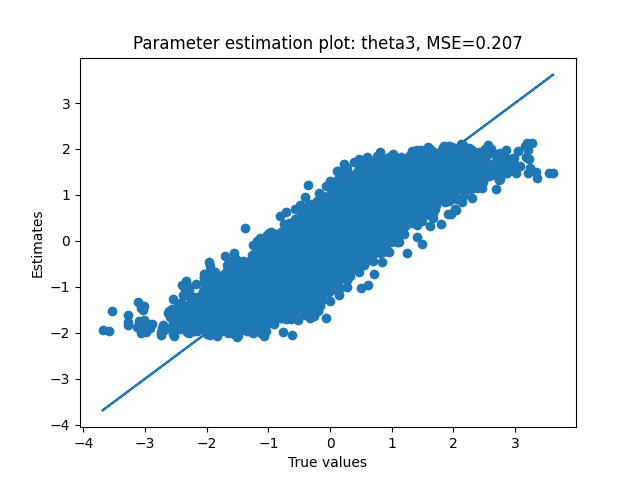 Parameter estimation plot: theta3, MSE=0.207
3
2
1
0
−1
−2
−3
−4
Estimates
−4 −3 −2 −1 0 1 2 3
True values